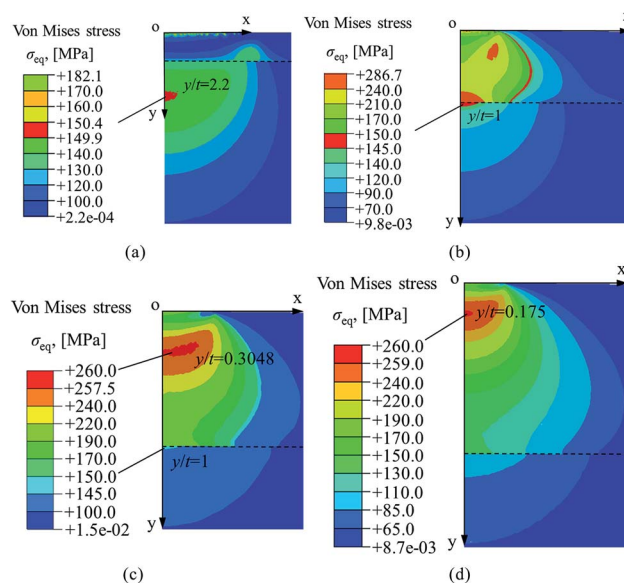 Von Mises stress
σeq, [MPa]
+182.1
+170.0
+160.0
+150.4
+149.9
+140.0
+130.0
+120.0
+100.0
+2.2e-04
o
x
y/t=2.2
y
(a)
Von Mises stress
σeq, [MPa]
+286.7
+240.0
+210.0
+170.0
+150.0
+145.0
+120.0
+90.0
+70.0
+9.8e-03
o
x
y/t=1
y
(b)
Von Mises stress
σeq, [MPa]
+260.0
+257.5
+240.0
+220.0
+190.0
+170.0
+150.0
+145.0
+100.0
+1.5e-02
o
x
y/t=0.3048
y/t=1
y
(c)
Von Mises stress
σeq, [MPa]
+260.0
+259.0
+240.0
+220.0
+190.0
+170.0
+150.0
+130.0
+110.0
+85.0
+65.0
+8.7e-03
o
x
y/t=0.175
y
(d)